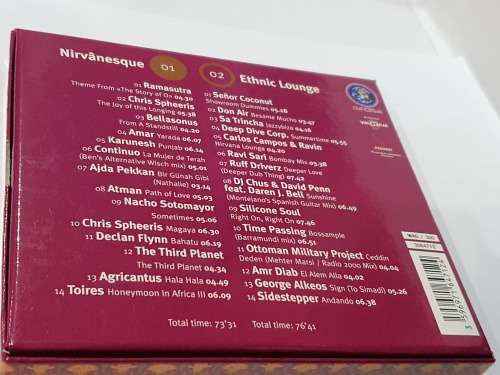 Nirvânesque 01
01 Ramasutra
Theme From «The Story of O» 04.30
02 Chris Spheeris
The Joy of this Longing 05.38
03 Bellasonus
From A Standstill 04.20
04 Amar Yarada 06.07
05 Karunesh Punjab 06.14
06 Continuo La Muler de Terah
(Ben's Alternative Wisch mix) 05.01
07 Ajda Pekkan Bir Günah Gibi
(Nathalie) 03.14
08 Atman Path of Love 05.03
09 Nacho Sotomayor
Sometimes 05.06
10 Chris Spheeris Magaya 06.30
11 Declan Flynn Bahatu 06.19
12 The Third Planet
The Third Planet 04.34
13 Agricantus Hala Hala 04.49
14 Toires Honeymoon in Africa III 06.09
Total time: 73'31
02 Ethnic Lounge
01 Señor Coconut
Showroom Dummies 05.28
02 Don Air Besame Mucho 03.47
03 Sa Trincha Jazzybiza 04.16
04 Deep Dive Corp. Summertime 05.55
05 Carlos Campos & Ravin
Nirvana Lounge 04.20
06 Ravi Sari Bombay Mix 03.38
07 Ruff Driverz Deeper Love
(Deeper Dub Thing) 07.42
08 DJ Chus & David Penn
feat. Daren J. Bell Sunshine
(Montejano's Spanish Guitar Mix) 06.49
09 Silicone Soul
Right On, Right On 07.46
10 Time Passing Bossample
(Barramundi mix) 06.51
11 Ottoman Military Project Ceddin
Deden (Mehter Marsi / Radio 2000 Mix) 04.04
12 Amr Diab El Alem Alla 04.02
13 George Alkeos Sign (To Simadi) 05.26
14 Sidestepper Andando 06.38
Total time: 76'41
WAG / 300
3084712